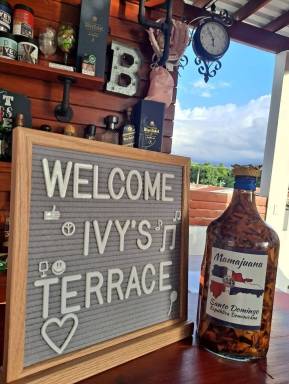 B
WELCOME
IVY'S
TERRACE
Mamajuana
Santo Domingo
República Dominicana